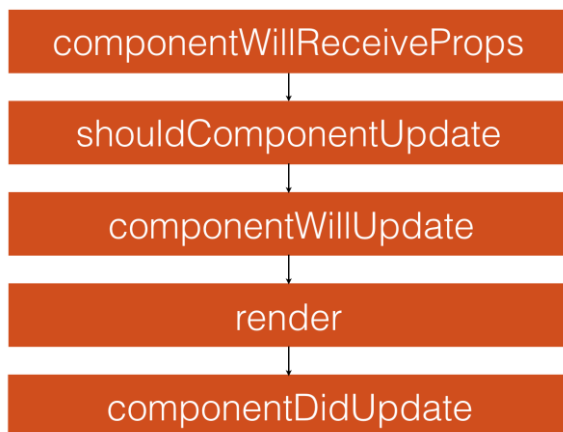 componentWillReceiveProps
shouldComponentUpdate
componentWillUpdate
render
componentDidUpdate